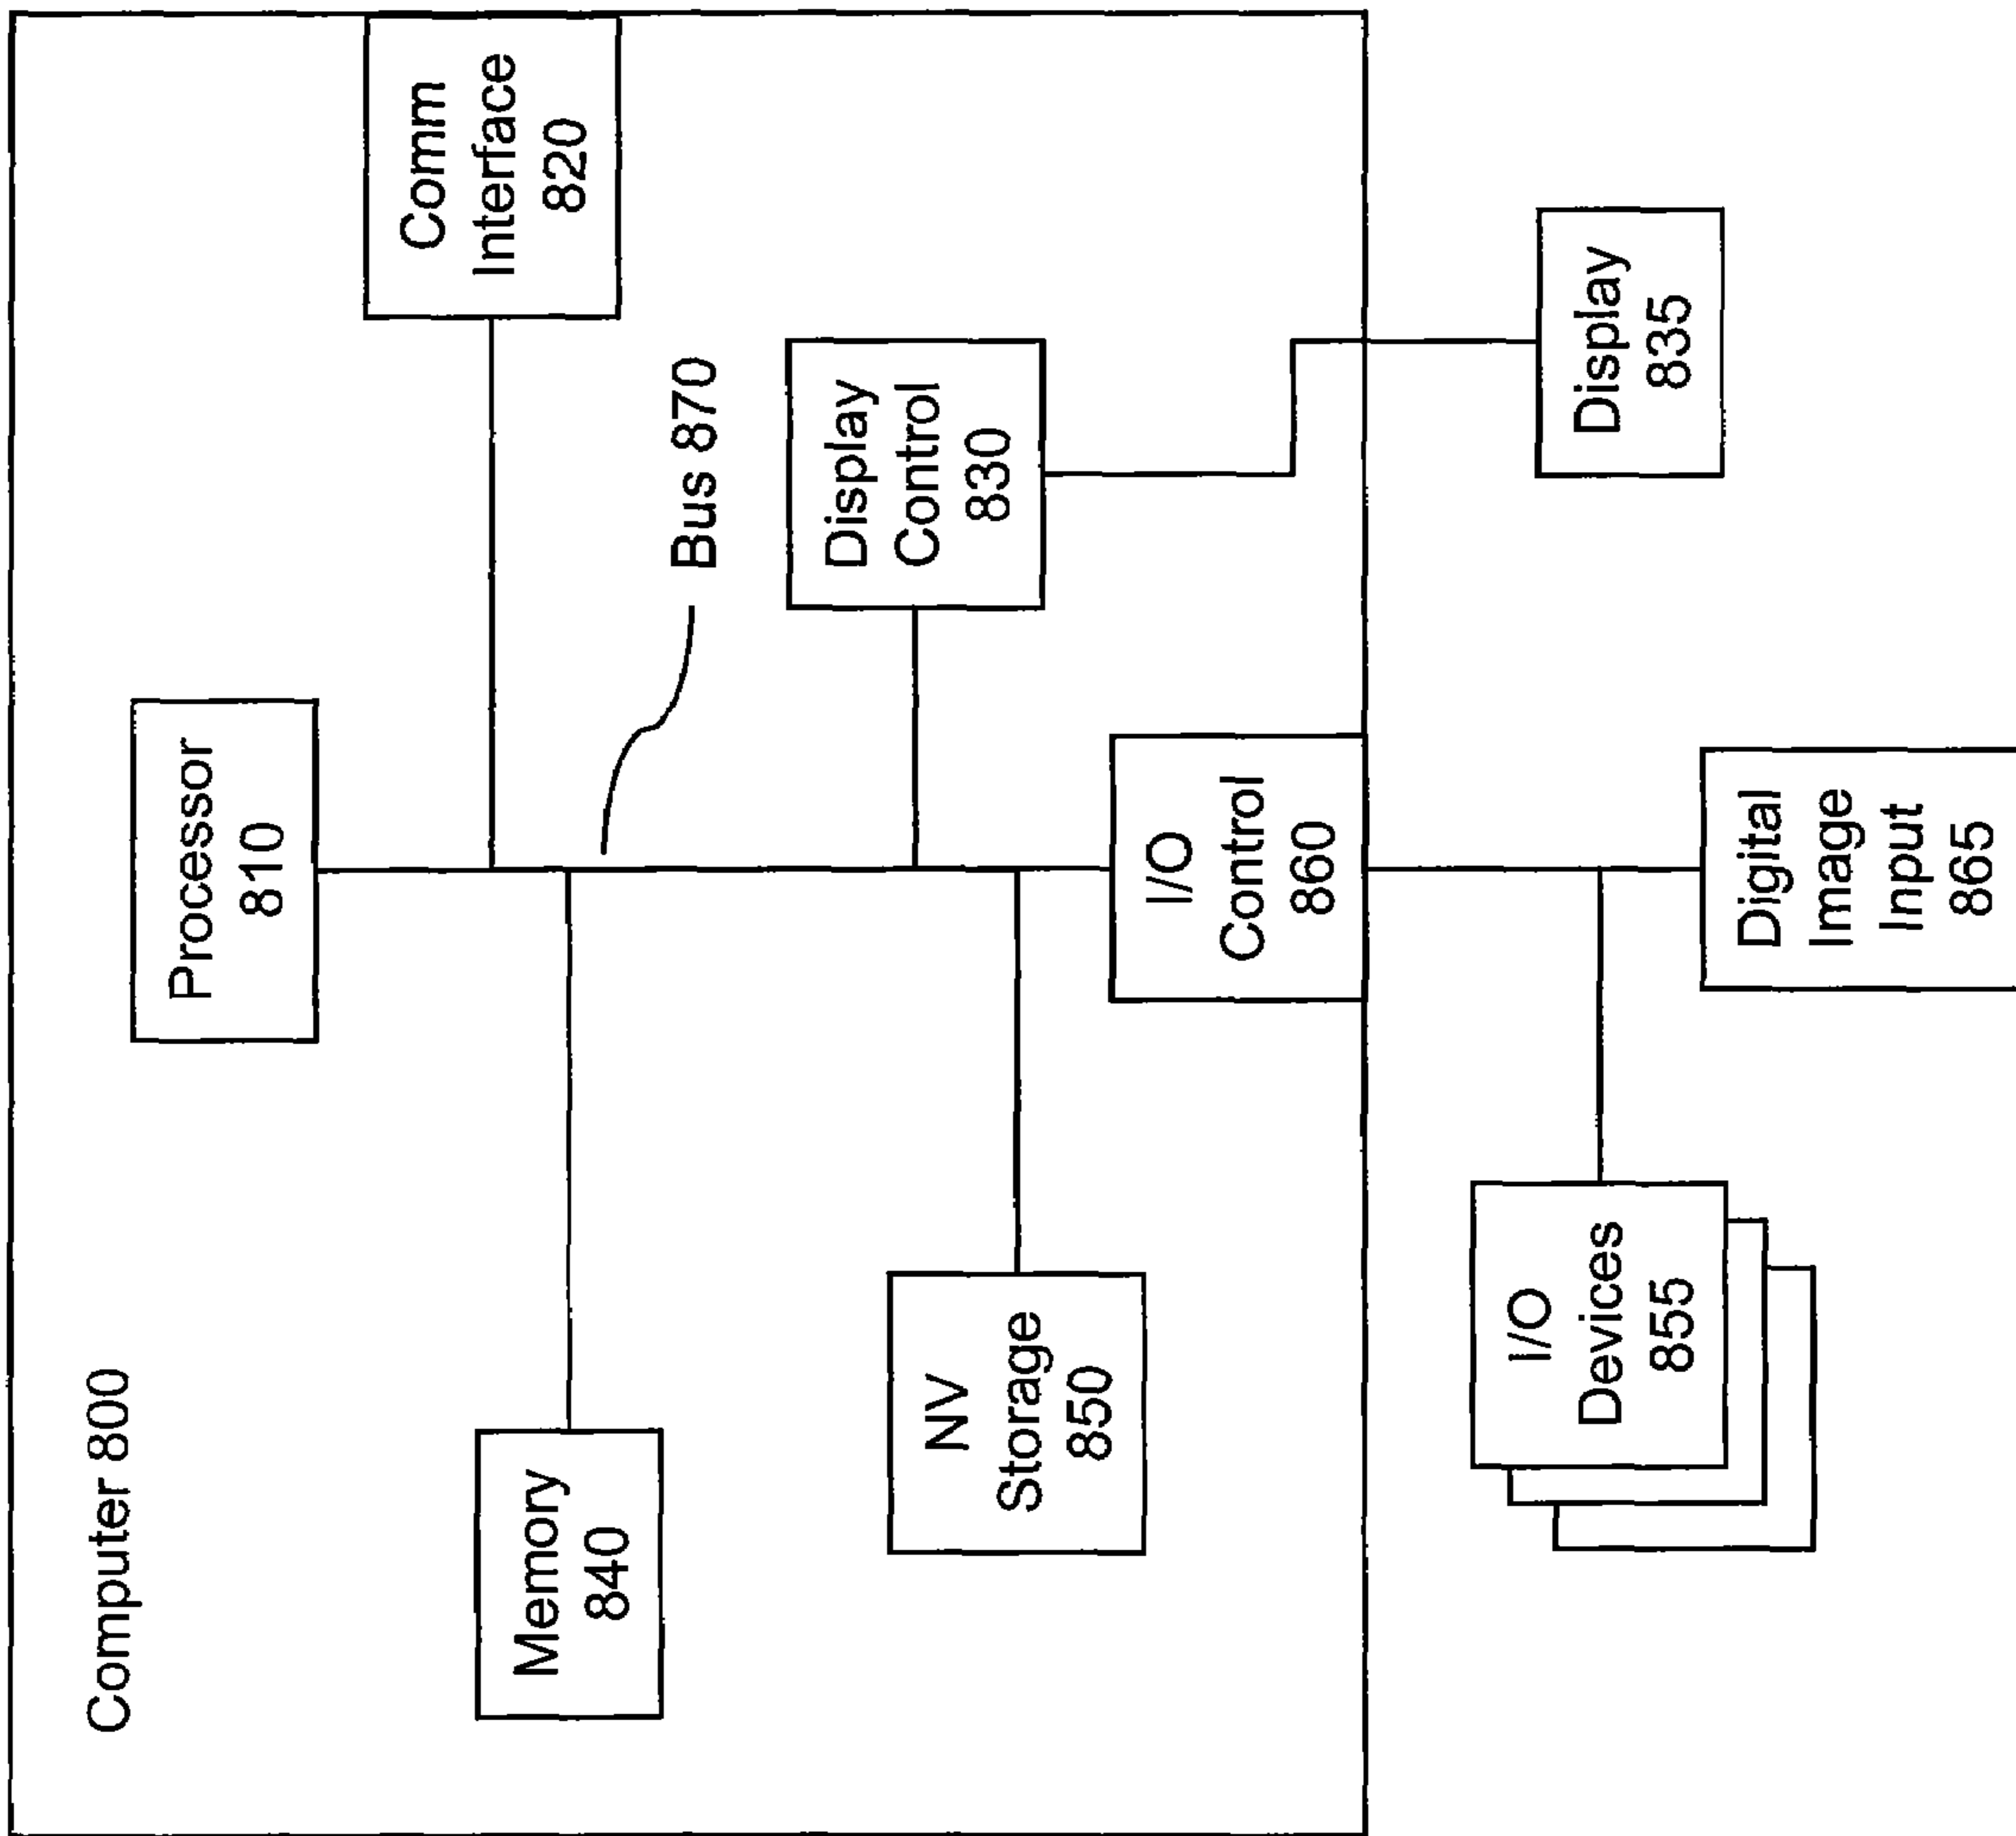 Computer 800
Processor
810
Memory
840
Comm
Interface
820
Bus 870
NV
Storage
850
Display
Control
830
I/O
Control
860
I/O
Devices
855
Digital
Image
Input
865
Display
835